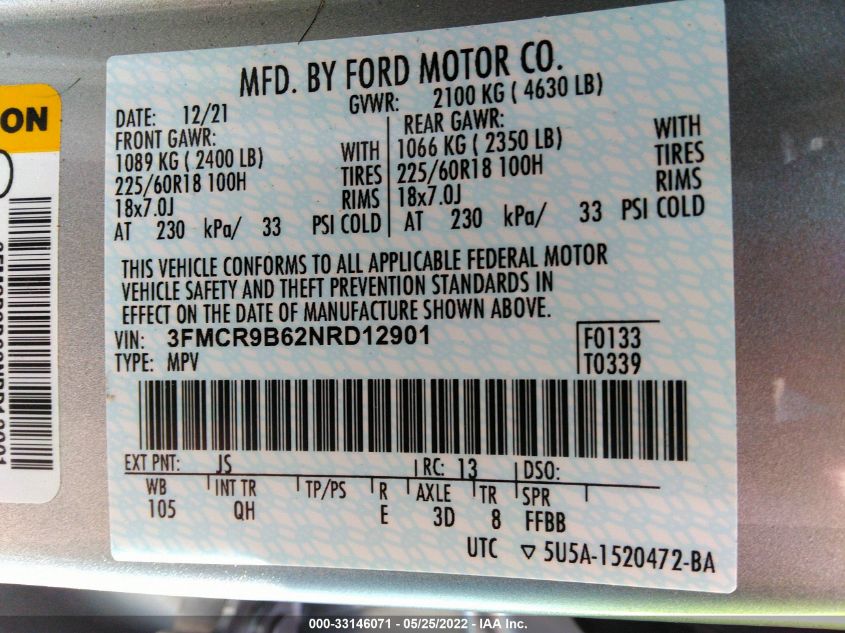 MFD. BY FORD MOTOR CO.
DATE: 12/21
GVWR: 2100 KG ( 4630 LB)
FRONT GAWR:
1089 KG ( 2400 LB) WITH
225/60R18 100H TIRES
18x7.0J RIMS
AT 230 kPa/ 33 PSI COLD
REAR GAWR:
1066 KG ( 2350 LB) WITH
225/60R18 100H TIRES
18x7.0J RIMS
AT 230 kPa/ 33 PSI COLD
THIS VEHICLE CONFORMS TO ALL APPLICABLE FEDERAL MOTOR
VEHICLE SAFETY AND THEFT PREVENTION STANDARDS IN
EFFECT ON THE DATE OF MANUFACTURE SHOWN ABOVE.
VIN: 3FMCR9B62NRD12901
TYPE: MPV
F0133
T0339
EXT PNT: JS RC: 13 DSO:
WB INT TR TP/PS R AXLE TR SPR
105 QH E 3D 8 FFBB
UTC ▽ 5U5A-1520472-BA
ON
000-33146071 - 05/25/2022 - IAA Inc.